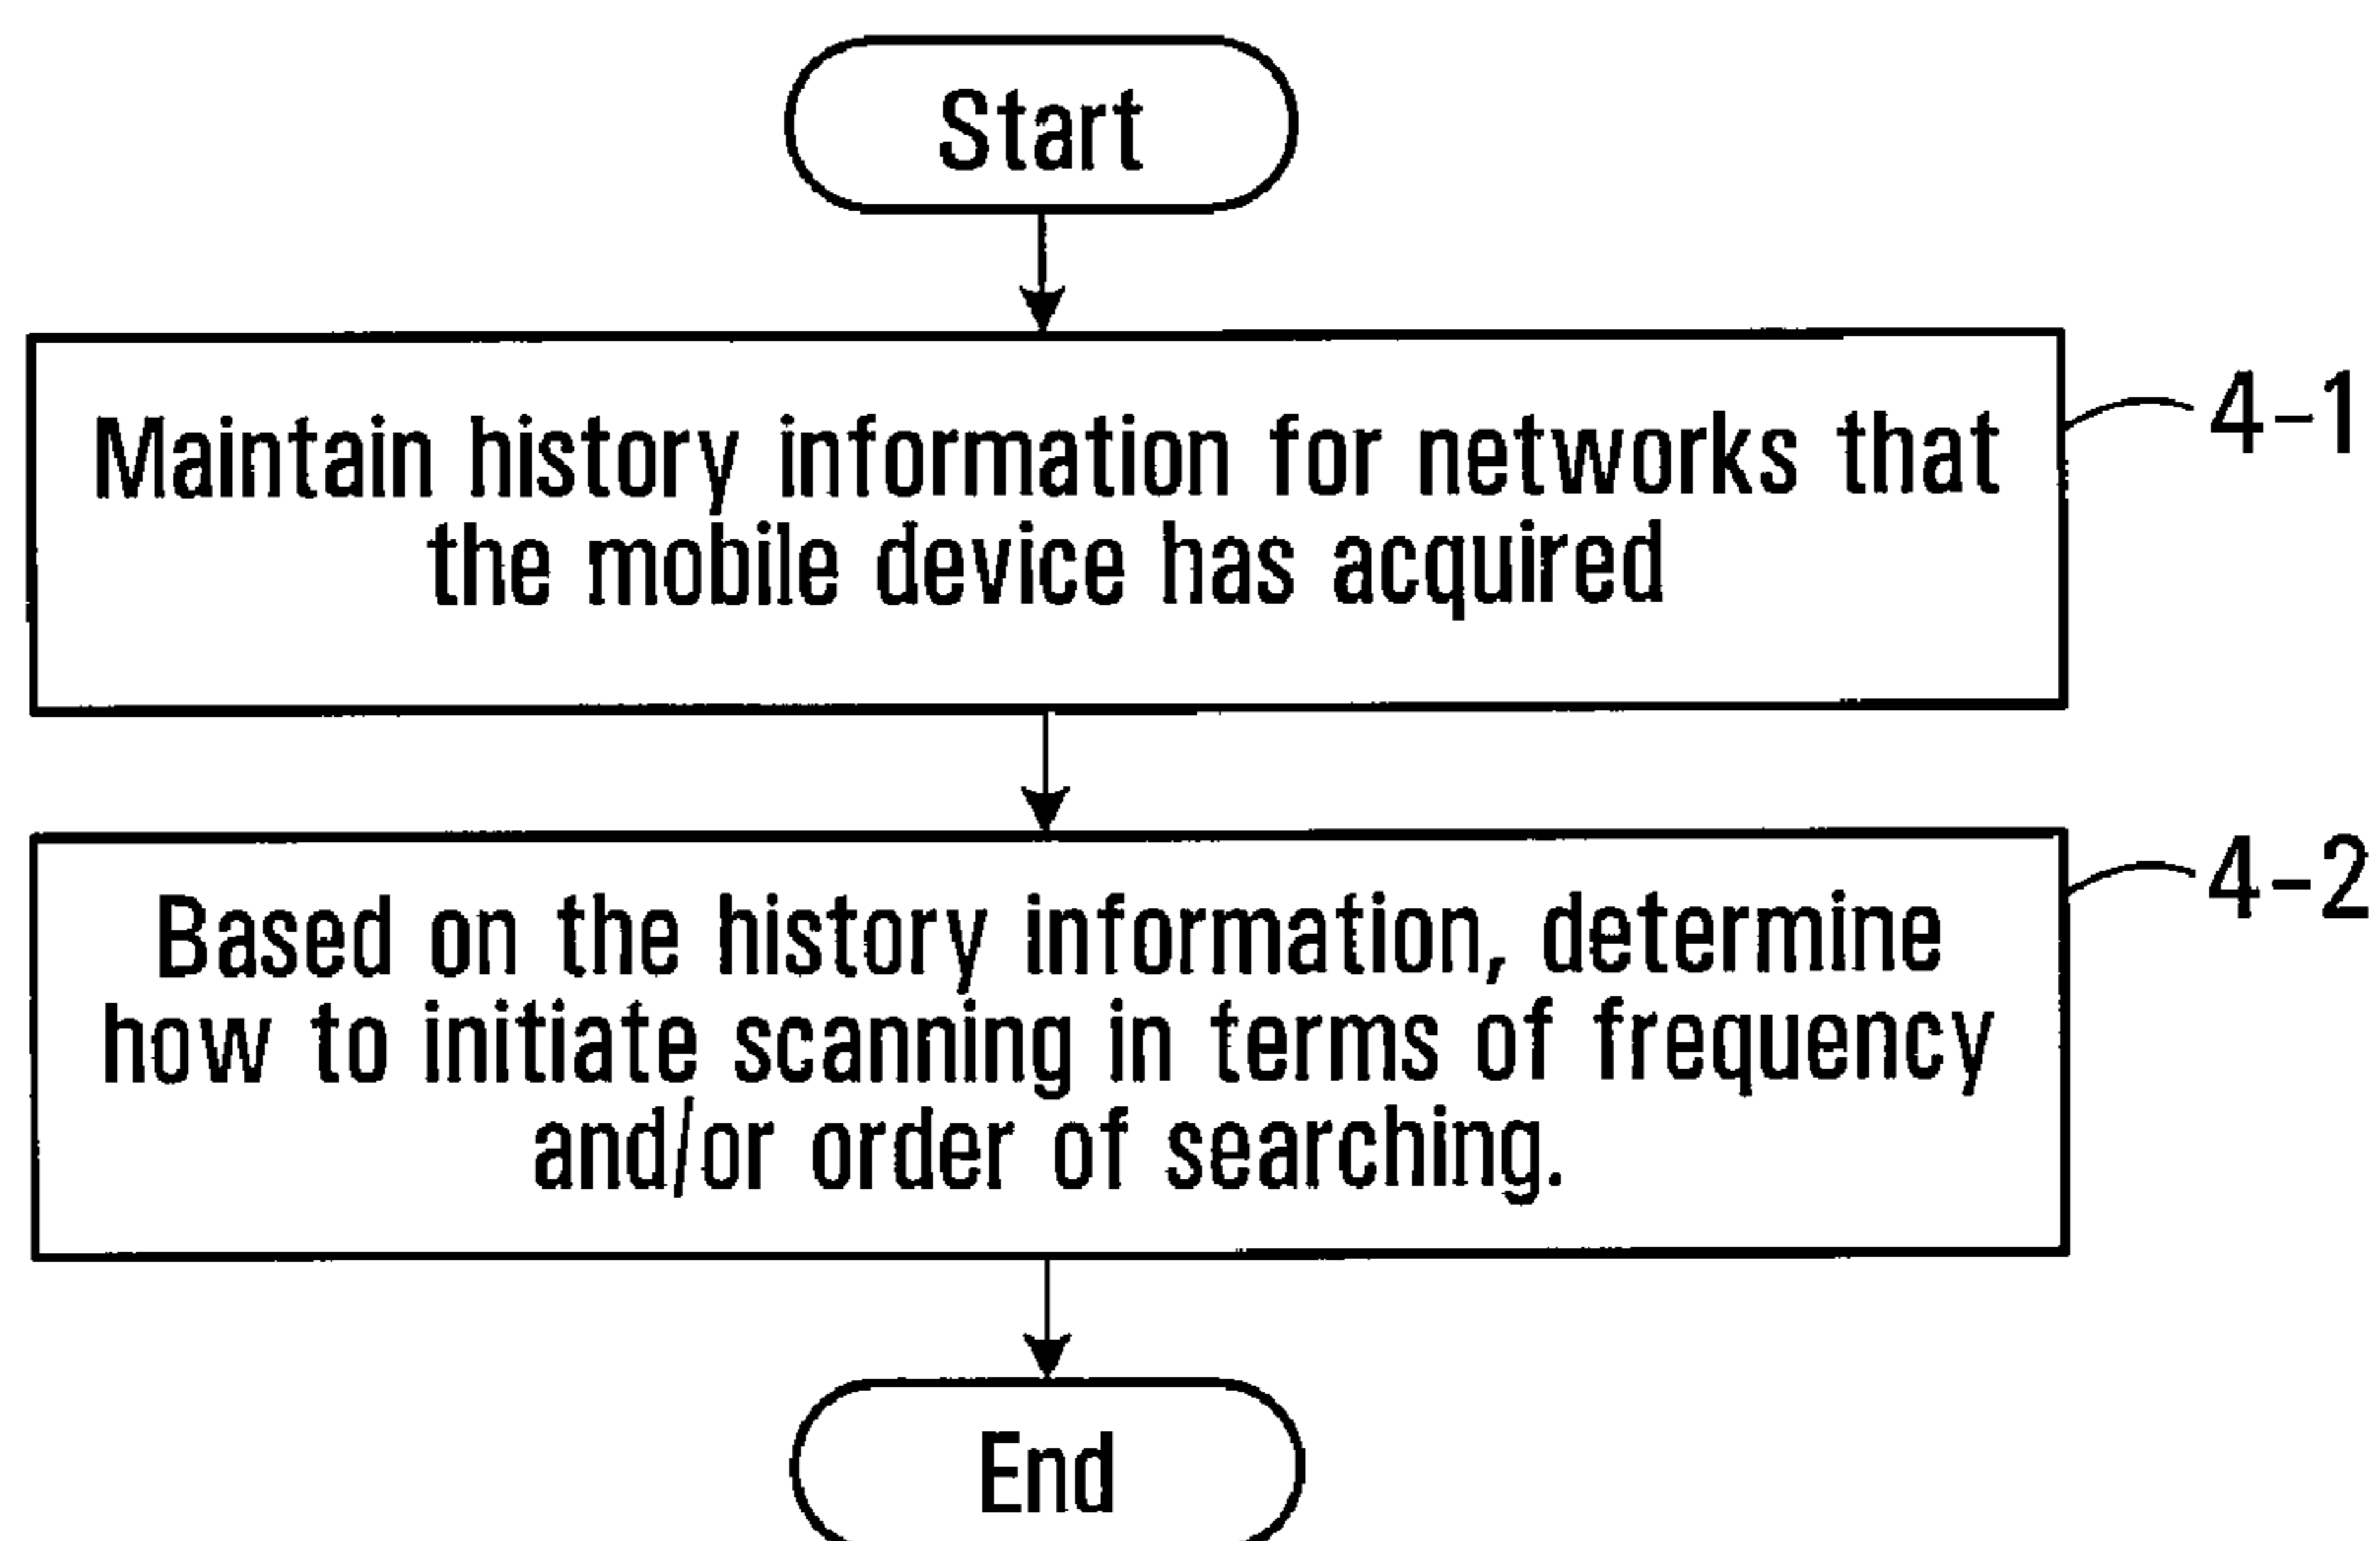 Start
Maintain history information for networks that
the mobile device has acquired
4-1
Based on the history information, determine
how to initiate scanning in terms of frequency
and/or order of searching.
4-2
End